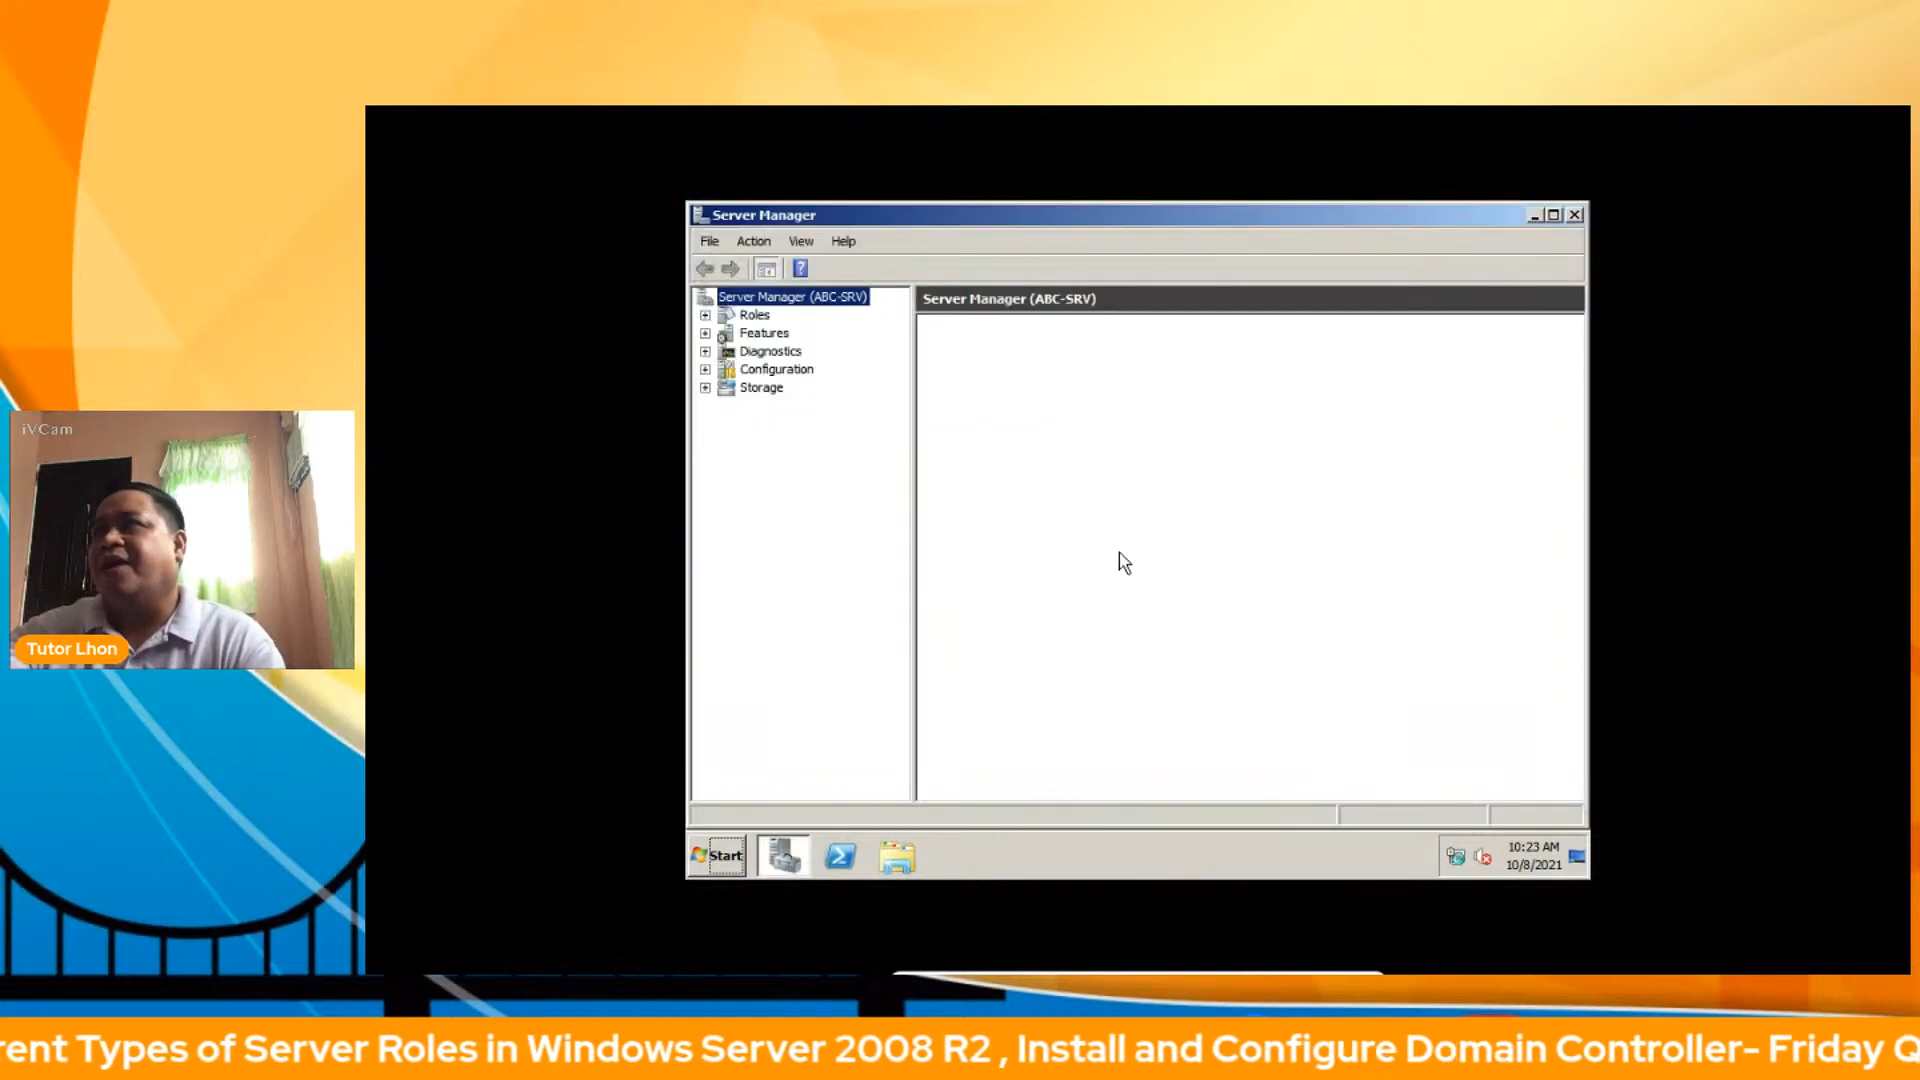 Server Manager
File Action View Help
Server Manager (ABC-SRV)
Roles
Features
Diagnostics
Configuration
Storage
Server Manager (ABC-SRV)
iVCam
Tutor Lhon
Start
10:23 AM
10/8/2021
rent Types of Server Roles in Windows Server 2008 R2 , Install and Configure Domain Controller- Friday Q